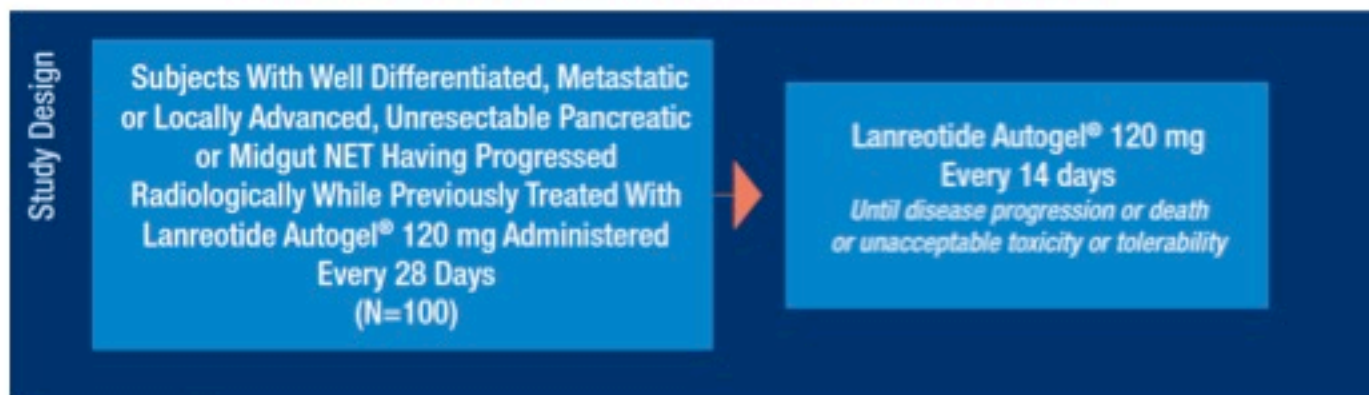 Study Design
Subjects With Well Differentiated, Metastatic
or Locally Advanced, Unresectable Pancreatic
or Midgut NET Having Progressed
Radiologically While Previously Treated With
Lanreotide Autogel® 120 mg Administered
Every 28 Days
(N=100)
Lanreotide Autogel® 120 mg
Every 14 days
Until disease progression or death
or unacceptable toxicity or tolerability